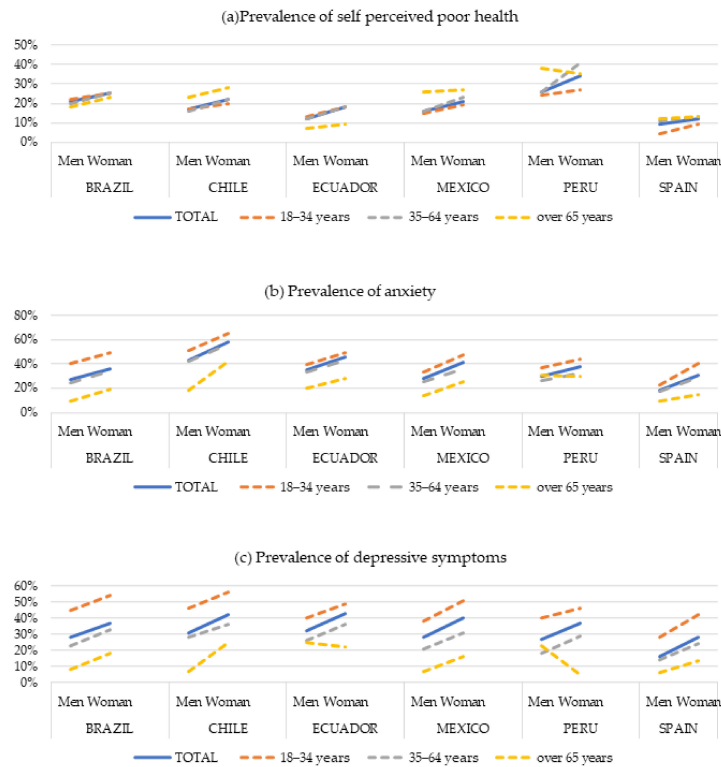 (a)Prevalence of self perceived poor health
50%
40%
30%
20%
10%
0%
Men Woman Men Woman Men Woman Men Woman Men Woman Men Woman
BRAZIL CHILE ECUADOR MEXICO PERU SPAIN
TOTAL 18–34 years 35–64 years over 65 years
(b) Prevalence of anxiety
80%
60%
40%
20%
0%
Men Woman Men Woman Men Woman Men Woman Men Woman Men Woman
BRAZIL CHILE ECUADOR MEXICO PERU SPAIN
TOTAL 18–34 years 35–64 years over 65 years
(c) Prevalence of depressive symptoms
60%
50%
40%
30%
20%
10%
0%
Men Woman Men Woman Men Woman Men Woman Men Woman Men Woman
BRAZIL CHILE ECUADOR MEXICO PERU SPAIN
TOTAL 18–34 years 35–64 years over 65 years